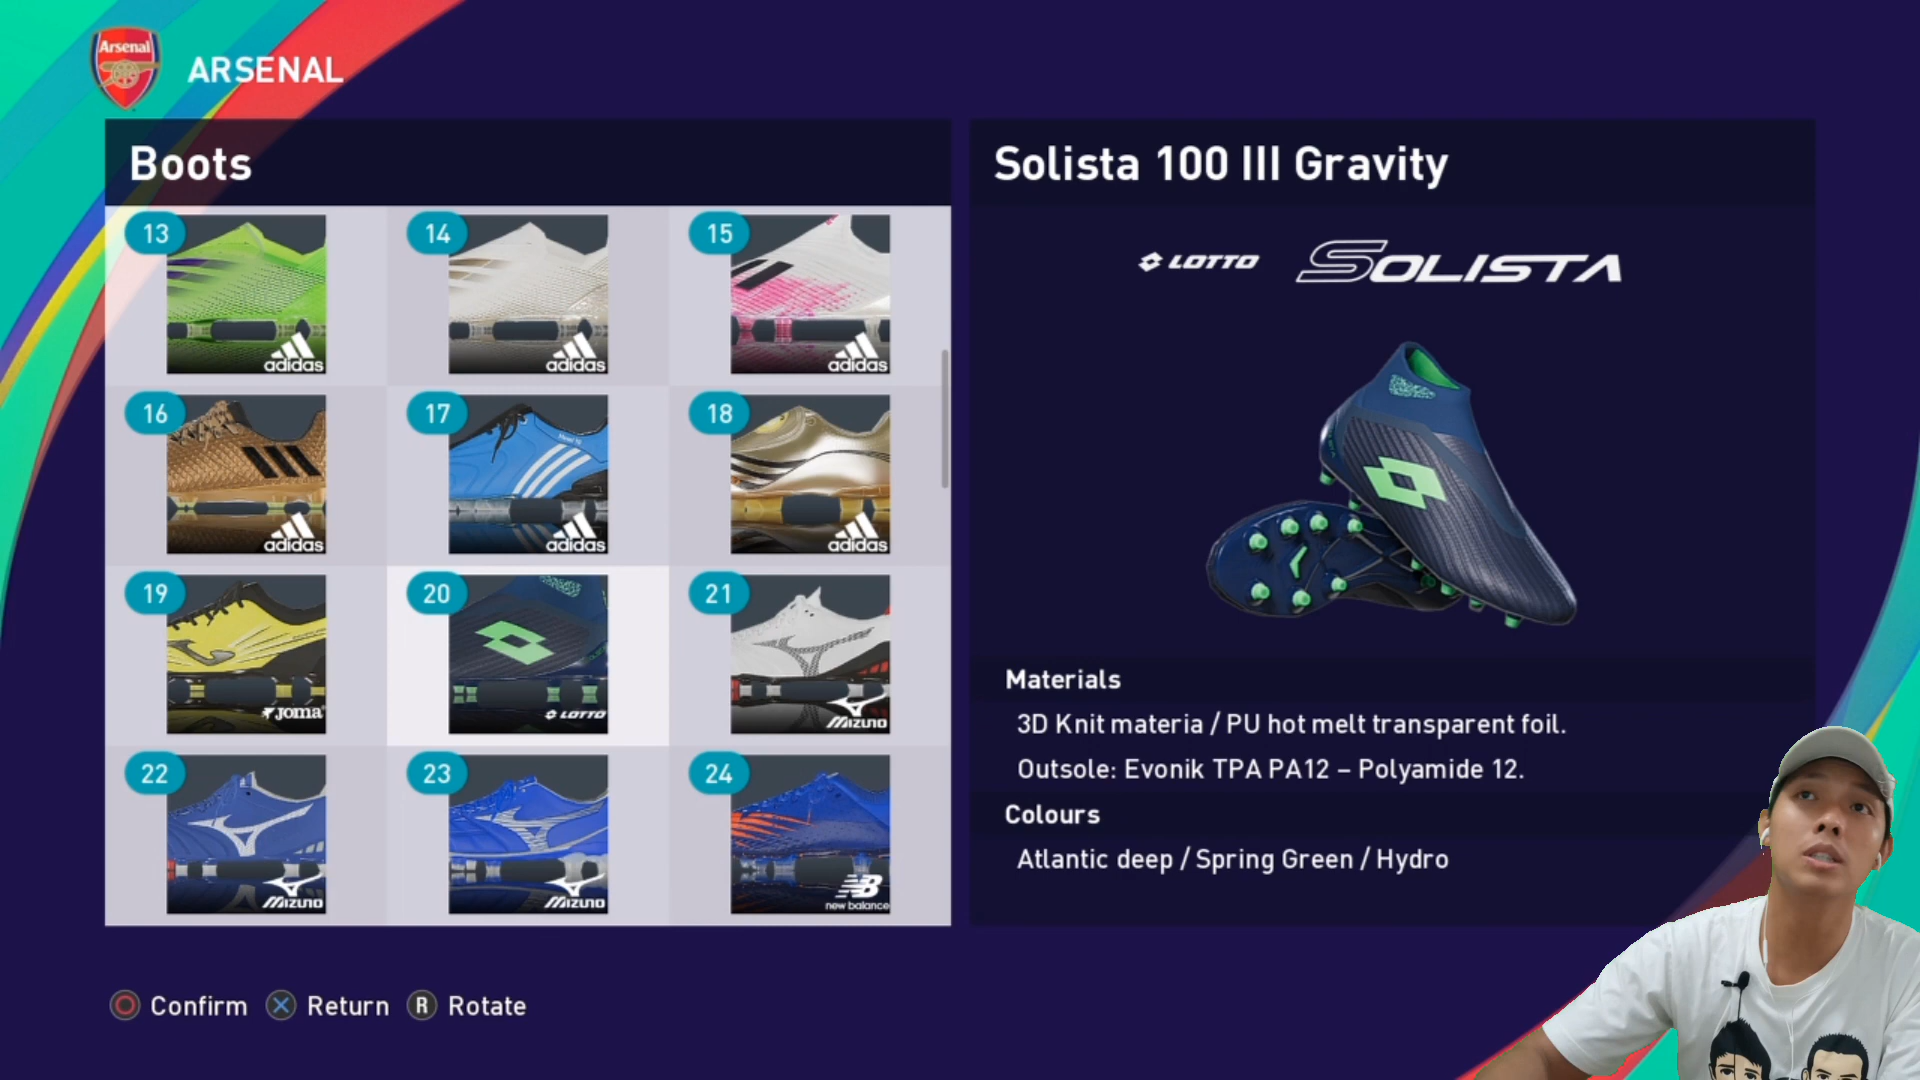 Arsenal
ARSENAL
Boots
13
adidas
14
adidas
15
adidas
16
adidas
17
adidas
18
adidas
19
Joma
20
LOTTO
21
MIZUNO
22
MIZUNO
23
MIZUNO
24
NB
new balance
Solista 100 III Gravity
LOTTO SOLISTA
Materials
3D Knit materia / PU hot melt transparent foil.
Outsole: Evonik TPA PA12 – Polyamide 12.
Colours
Atlantic deep / Spring Green / Hydro
Confirm Return R Rotate